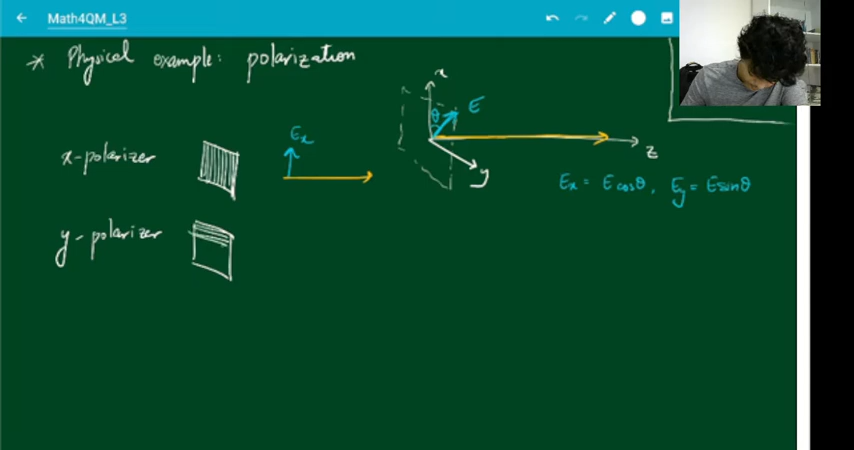 Math4QM_L3
* Physical example: polarization
x
θ
E
z
y
x-polarizer
Ex
Ex = E cosθ, Ey = E sinθ
y-polarizer